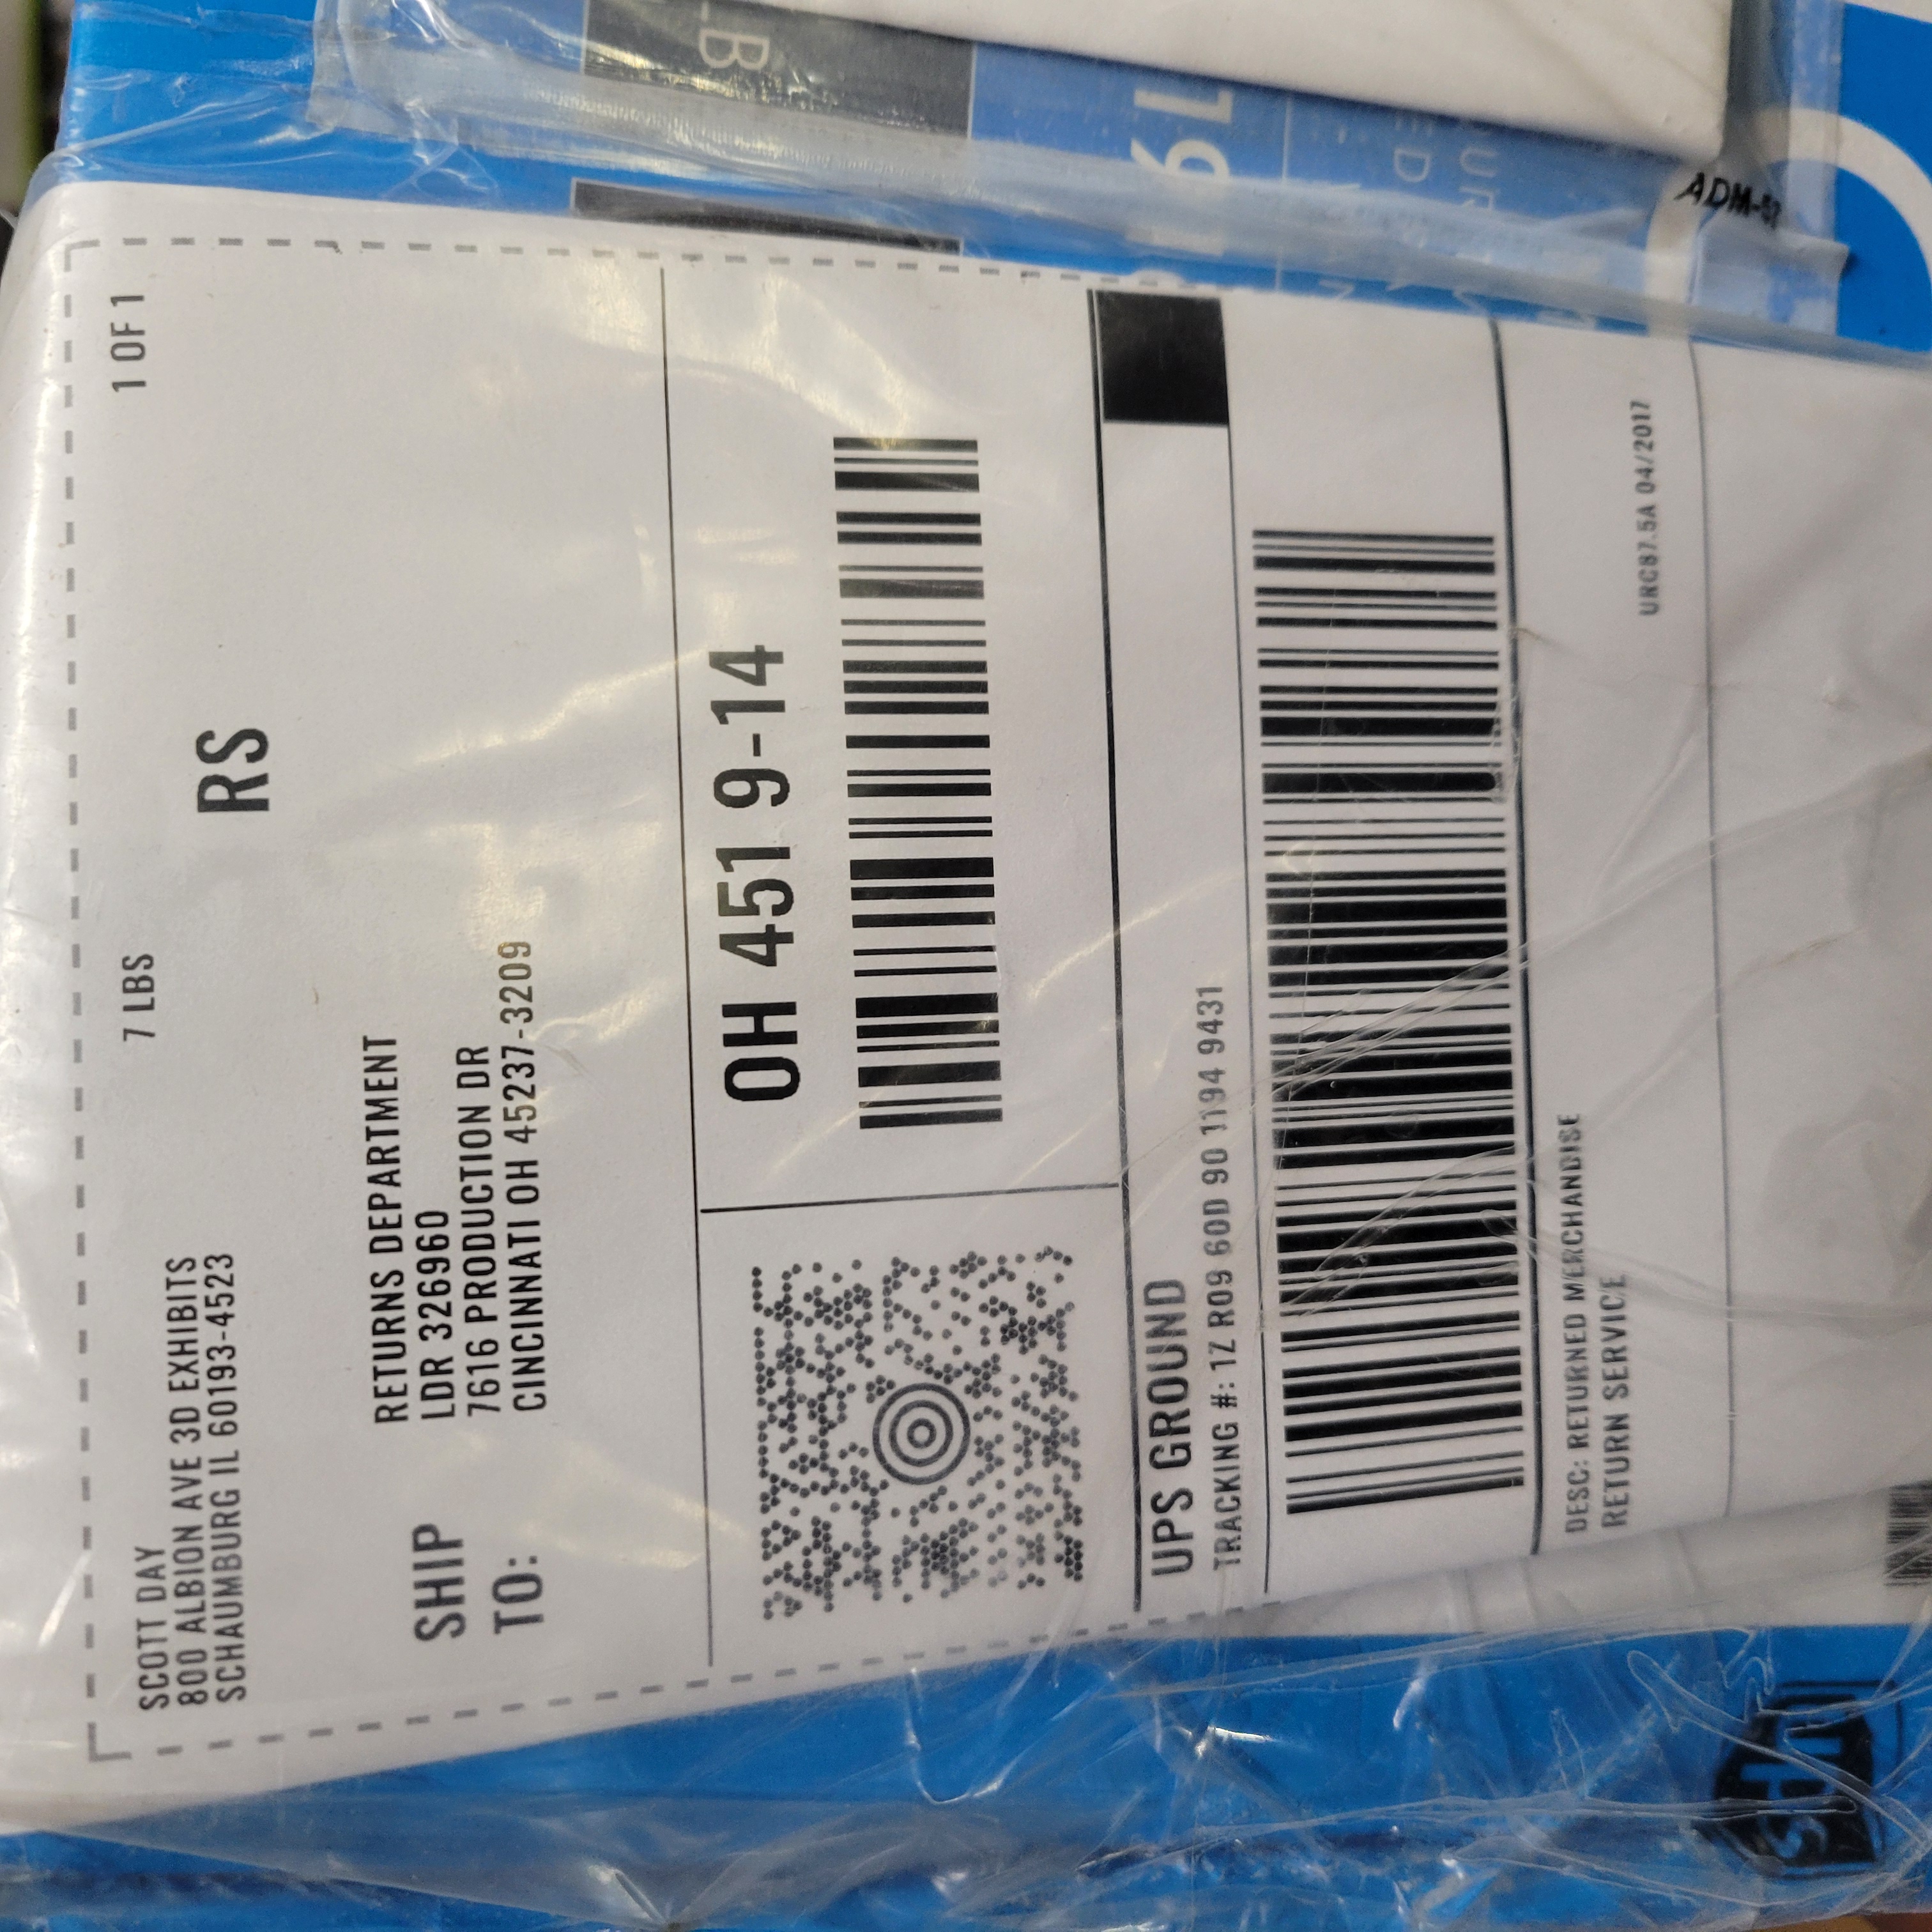 SCOTT DAY
800 ALBION AVE 3D EXHIBITS
SCHAUMBURG IL 60193-4523
7 LBS
1 OF 1
RS
SHIP
TO:
RETURNS DEPARTMENT
LDR 326960
7616 PRODUCTION DR
CINCINNATI OH 45237-3209
OH 451 9-14
UPS GROUND
TRACKING #: 1Z R09 60D 90 1194 9431
DESC: RETURNED MERCHANDISE
RETURN SERVICE
URC87.5A 04/2017